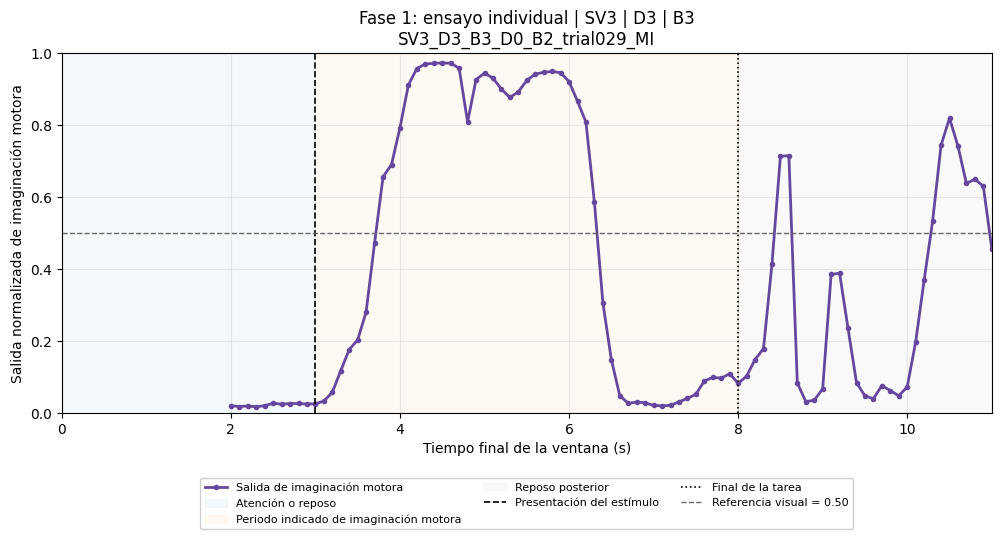 Fase 1: ensayo individual | SV3 | D3 | B3
SV3_D3_B3_D0_B2_trial029_MI
Salida normalizada de imaginación motora
1.0
0.8
0.6
0.4
0.2
0.0
0
2
4
6
8
10
Tiempo final de la ventana (s)
Salida de imaginación motora
Atención o reposo
Periodo indicado de imaginación motora
Reposo posterior
Presentación del estímulo
Final de la tarea
Referencia visual = 0.50